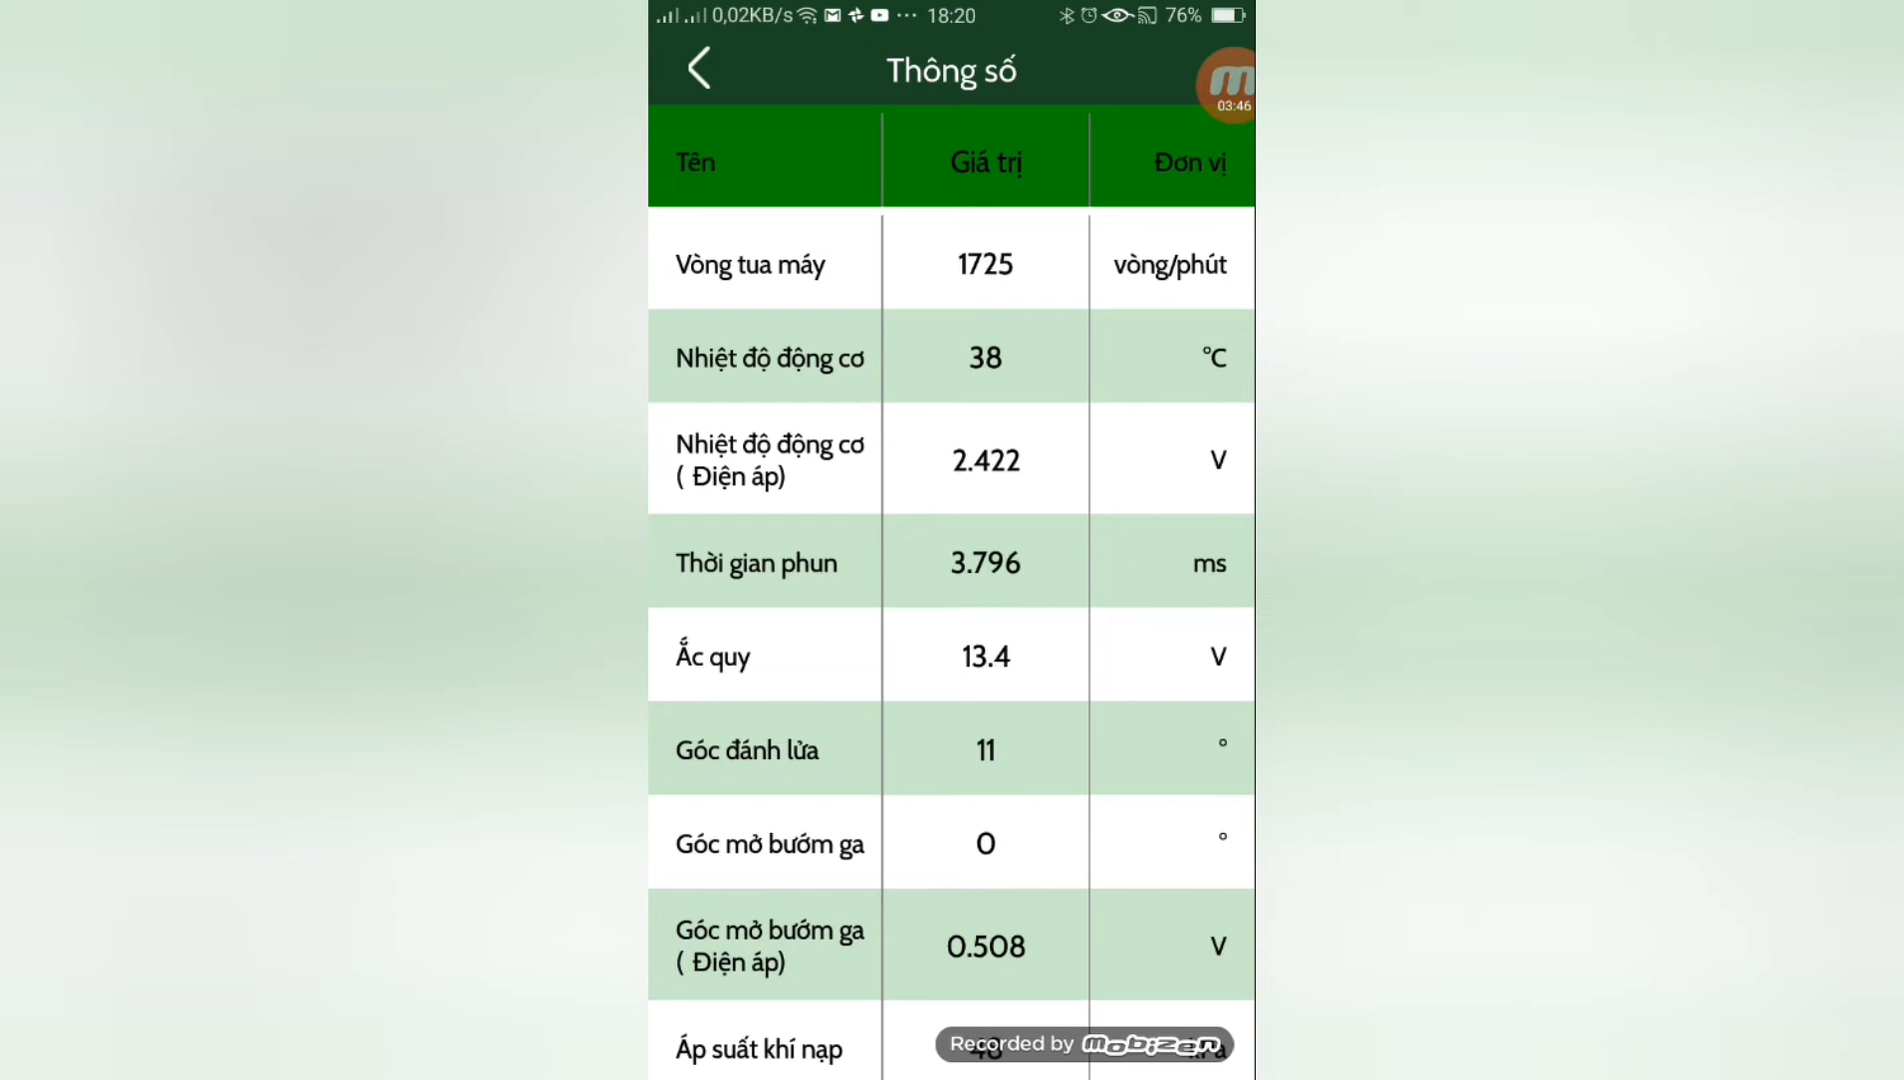 0,02KB/s ... 18:20 76%
Thông số
03:46
Tên Giá trị Đơn vị
Vòng tua máy 1725 vòng/phút
Nhiệt độ động cơ 38 °C
Nhiệt độ động cơ
( Điện áp) 2.422 V
Thời gian phun 3.796 ms
Ắc quy 13.4 V
Góc đánh lửa 11 °
Góc mở bướm ga 0 °
Góc mở bướm ga
( Điện áp) 0.508 V
Áp suất khí nạp
Recorded by mobizen